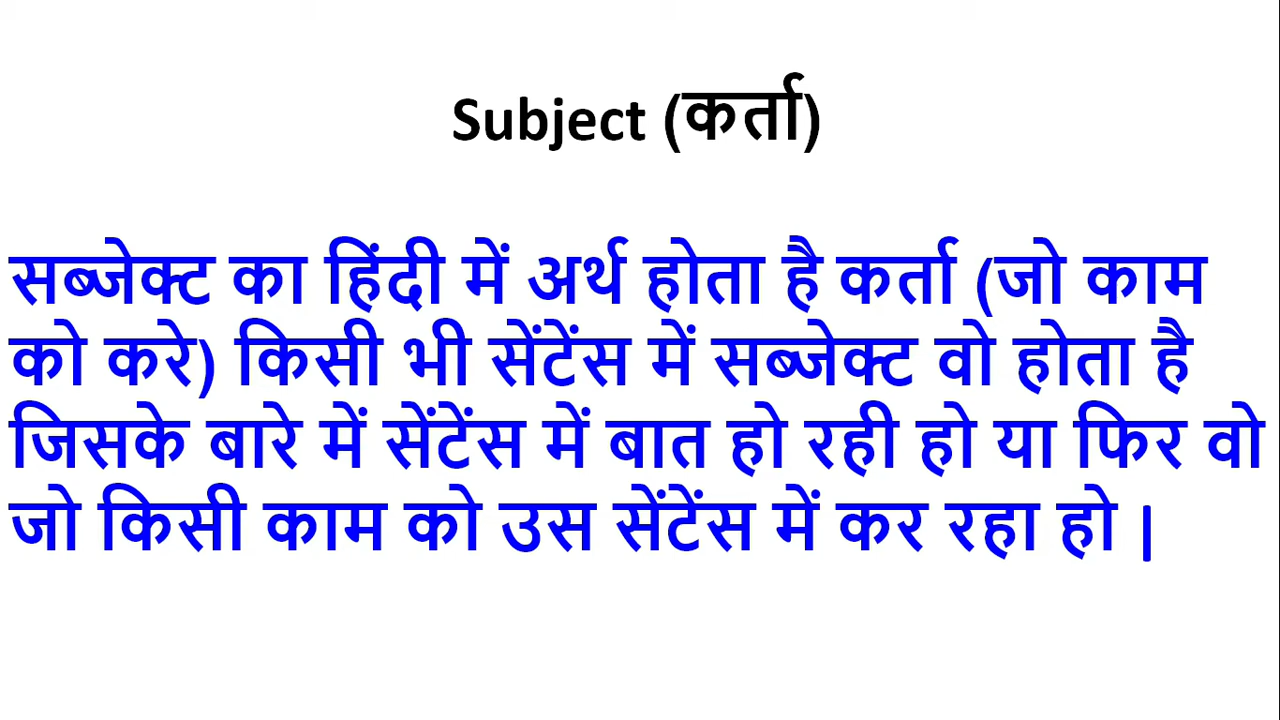 Subject (कर्ता)
सब्जेक्ट का हिंदी में अर्थ होता है कर्ता (जो काम
को करे) किसी भी सेंटेंस में सब्जेक्ट वो होता है
जिसके बारे में सेंटेंस में बात हो रही हो या फिर वो
जो किसी काम को उस सेंटेंस में कर रहा हो |